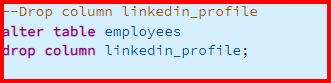 --Drop column linkedin_profile
alter table employees
drop column linkedin_profile;